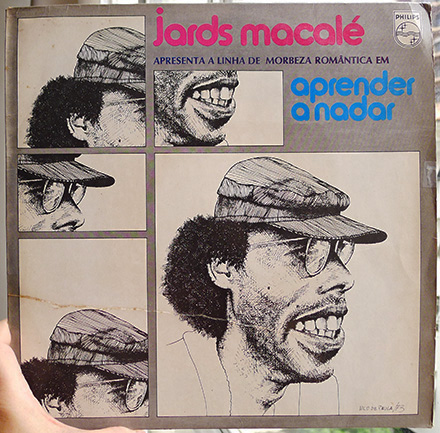 jards macalé
PHILIPS
APRESENTA A LINHA DE MORBEZA ROMÂNTICA EM
aprender
a nadar